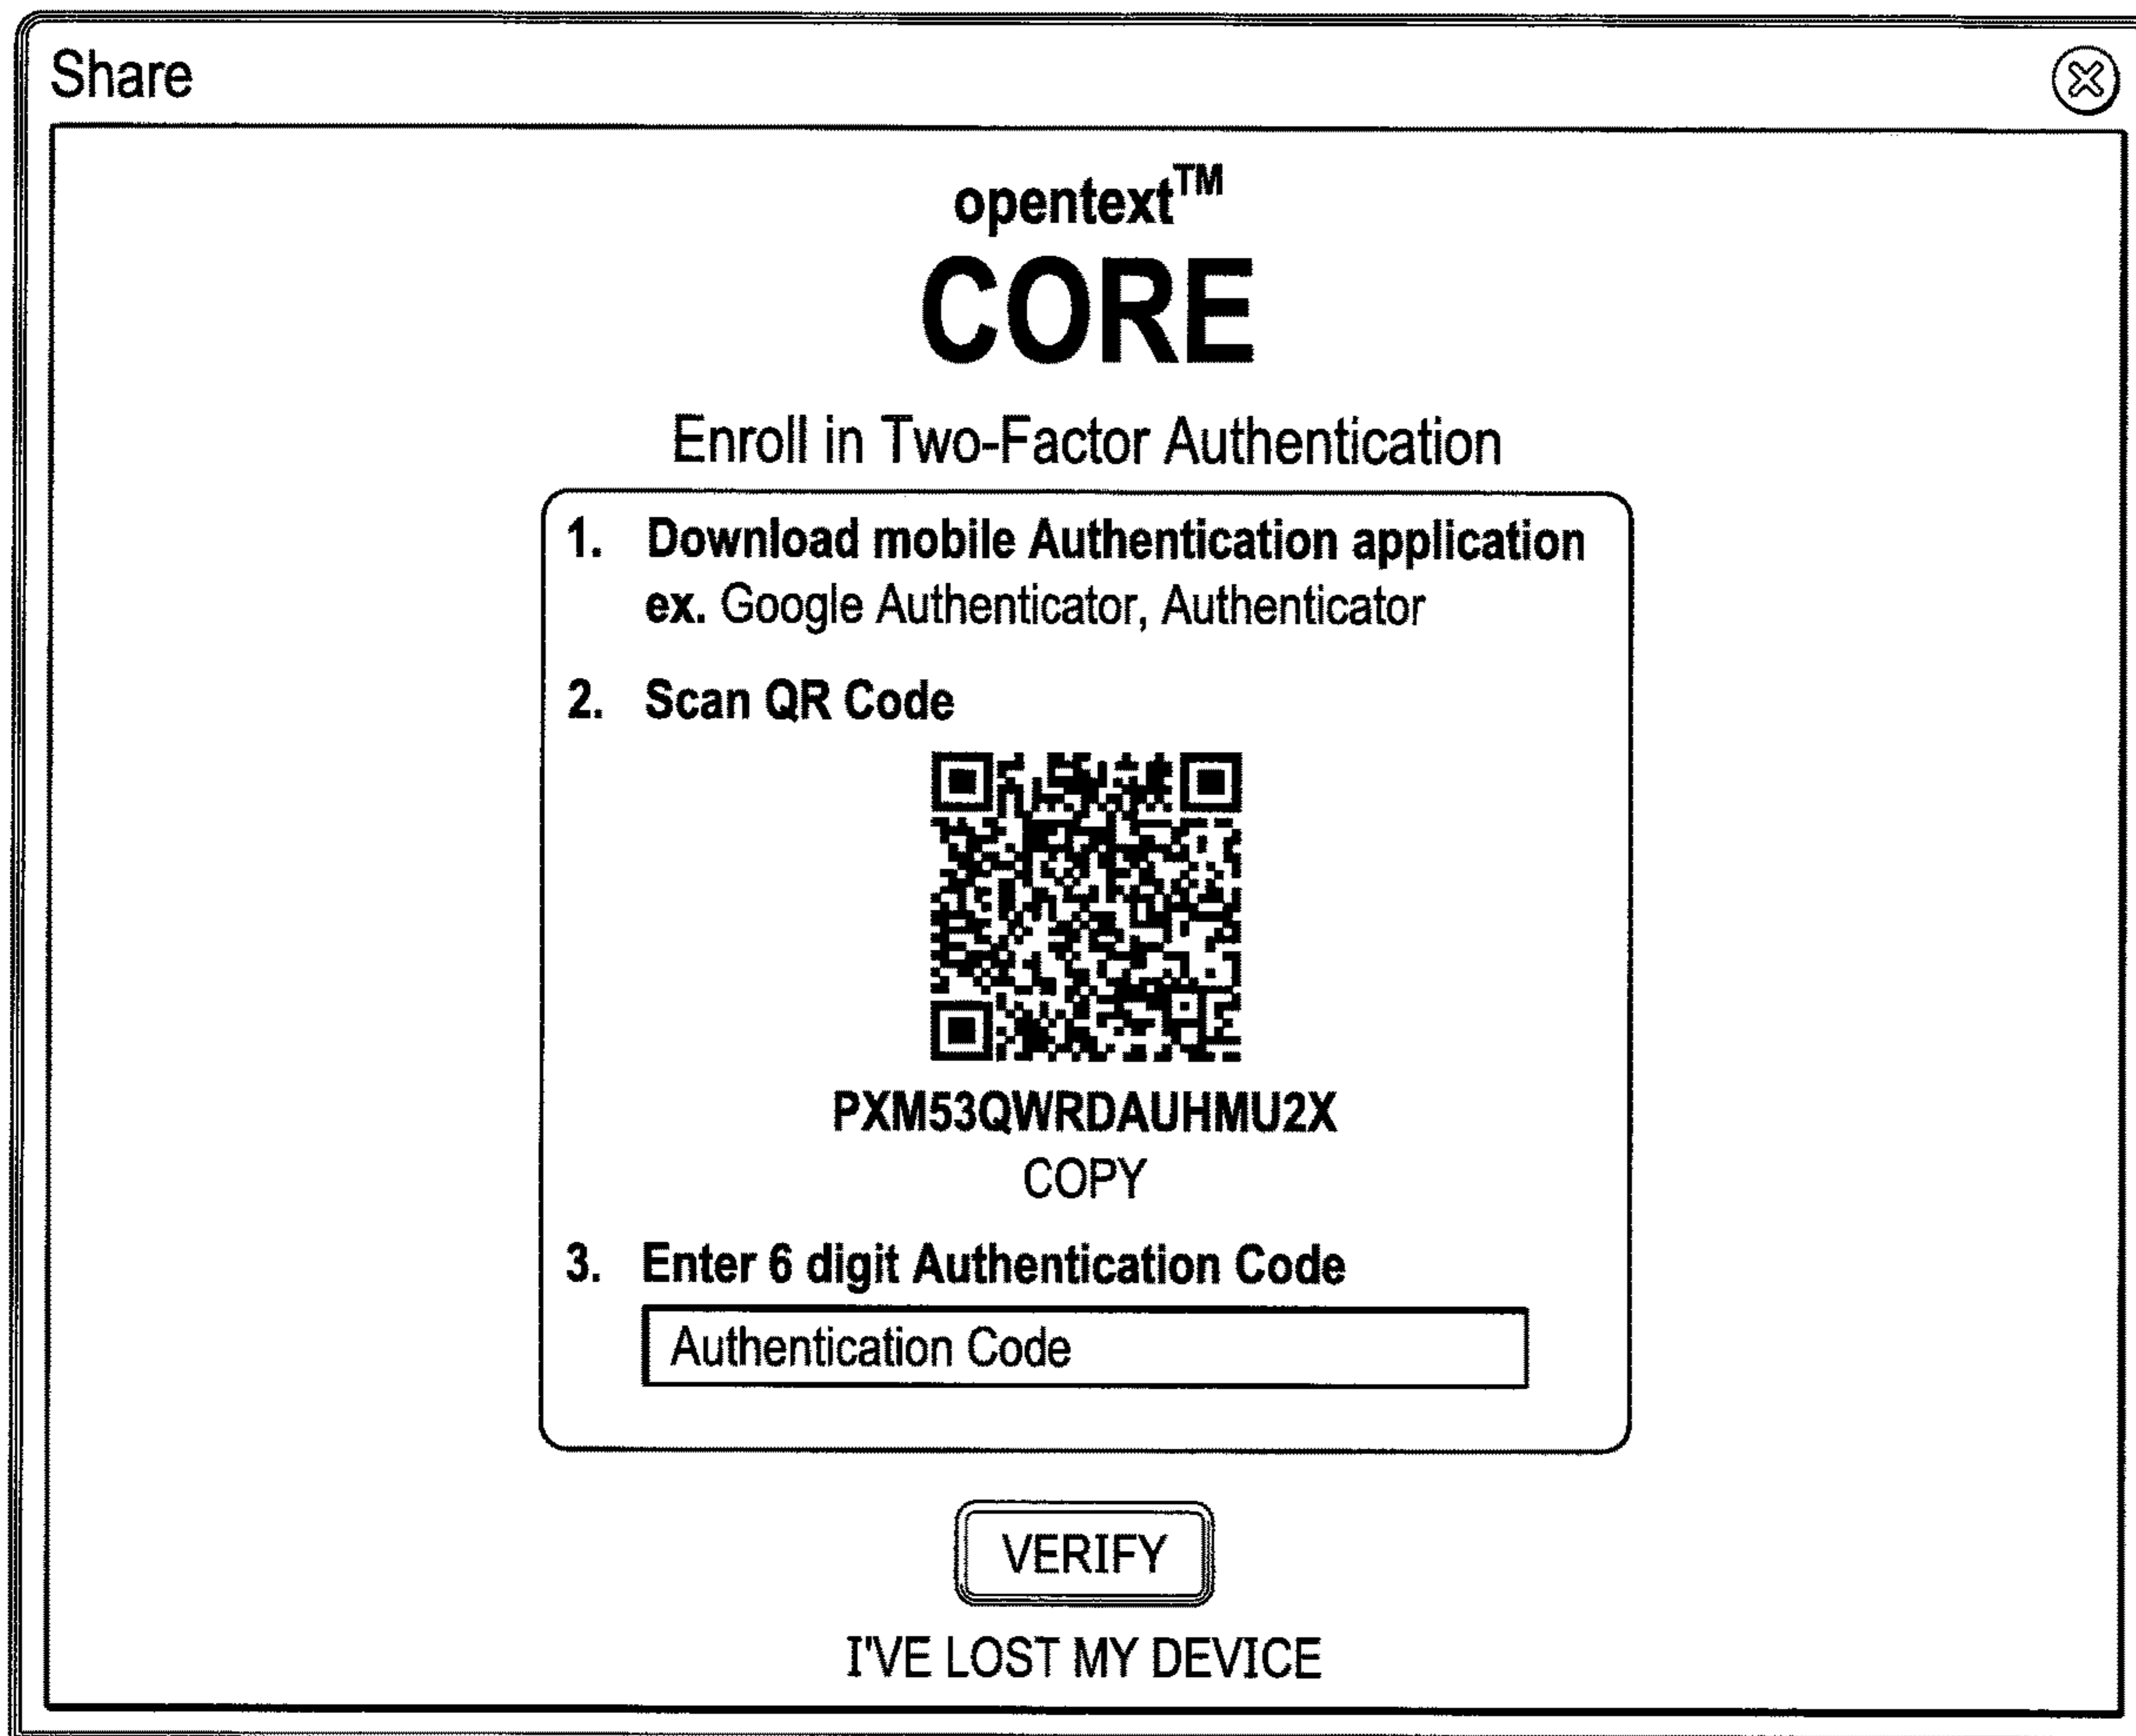 Share
opentext™
CORE
Enroll in Two-Factor Authentication
1. Download mobile Authentication application
ex. Google Authenticator, Authenticator
2. Scan QR Code
PXM53QWRDAUHMU2X
COPY
3. Enter 6 digit Authentication Code
Authentication Code
VERIFY
I'VE LOST MY DEVICE